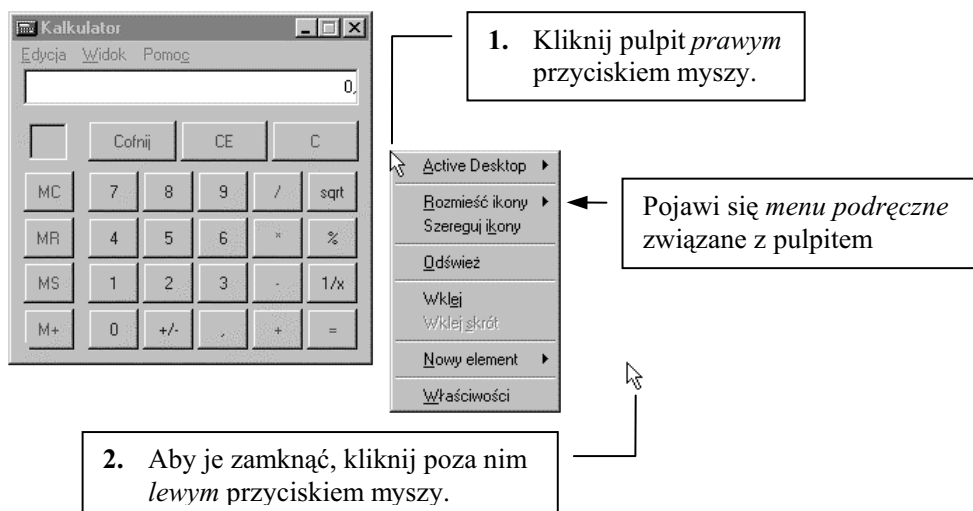 Kalkulator
Edycja Widok Pomoc
0,
Cofnij CE C
MC 7 8 9 / sqrt
MR 4 5 6 * %
MS 1 2 3 - 1/x
M+ 0 +/- , + =
1. Kliknij pulpit prawym
przyciskiem myszy.
Active Desktop
Rozmieść ikony
Szereguj ikony
Odśwież
Wklej
Wklej skrót
Nowy element
Właściwości
Pojawi się menu podręczne
związane z pulpitem
2. Aby je zamknąć, kliknij poza nim
lewym przyciskiem myszy.